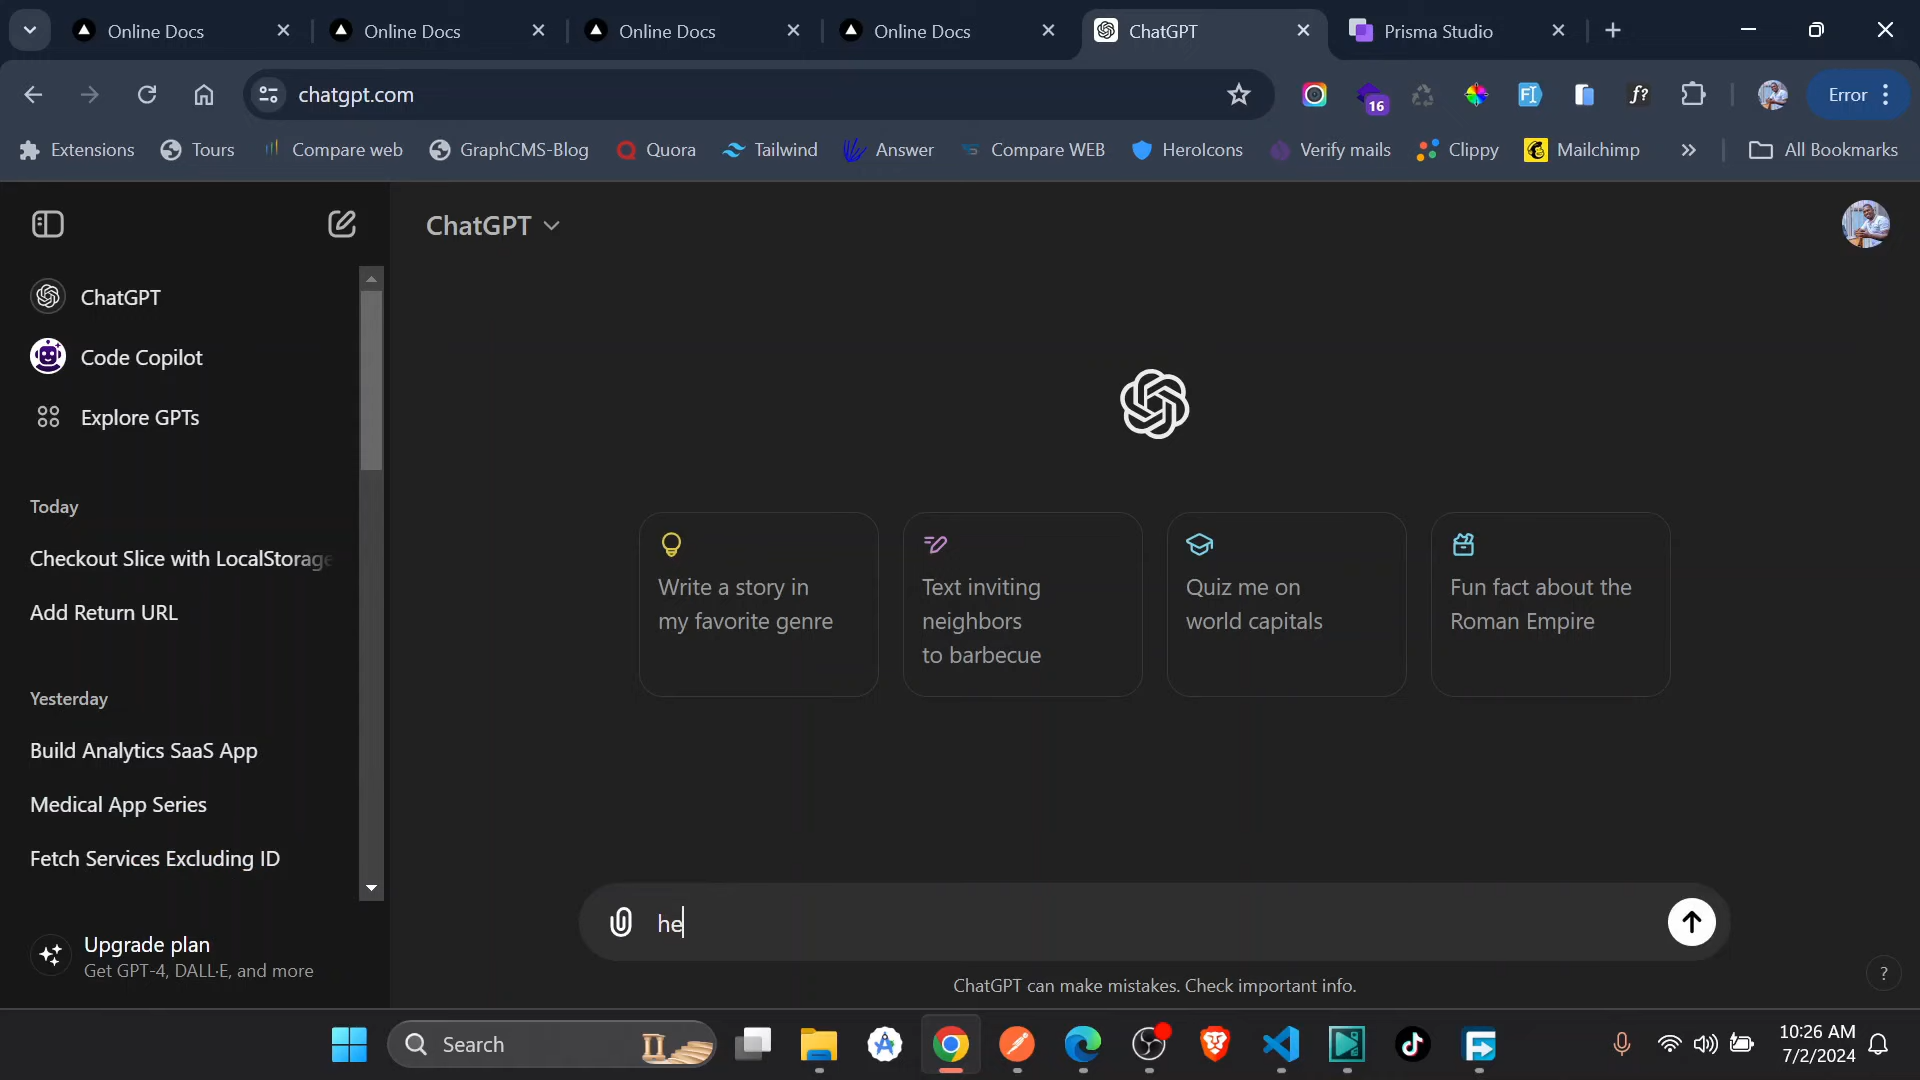 Online Docs
Online Docs
Online Docs
Online Docs
ChatGPT
Prisma Studio
chatgpt.com
16
FI
f?
Error
Extensions
Tours
Compare web
GraphCMS-Blog
Quora
Tailwind
Answer
Compare WEB
HeroIcons
Verify mails
Clippy
Mailchimp
»
All Bookmarks
ChatGPT
Code Copilot
Explore GPTs
Today
Checkout Slice with LocalStorage
Add Return URL
Yesterday
Build Analytics SaaS App
Medical App Series
Fetch Services Excluding ID
Upgrade plan
Get GPT-4, DALL·E, and more
ChatGPT
Write a story in
my favorite genre
Text inviting
neighbors
to barbecue
Quiz me on
world capitals
Fun fact about the
Roman Empire
he
ChatGPT can make mistakes. Check important info.
?
Search
10:26 AM
7/2/2024